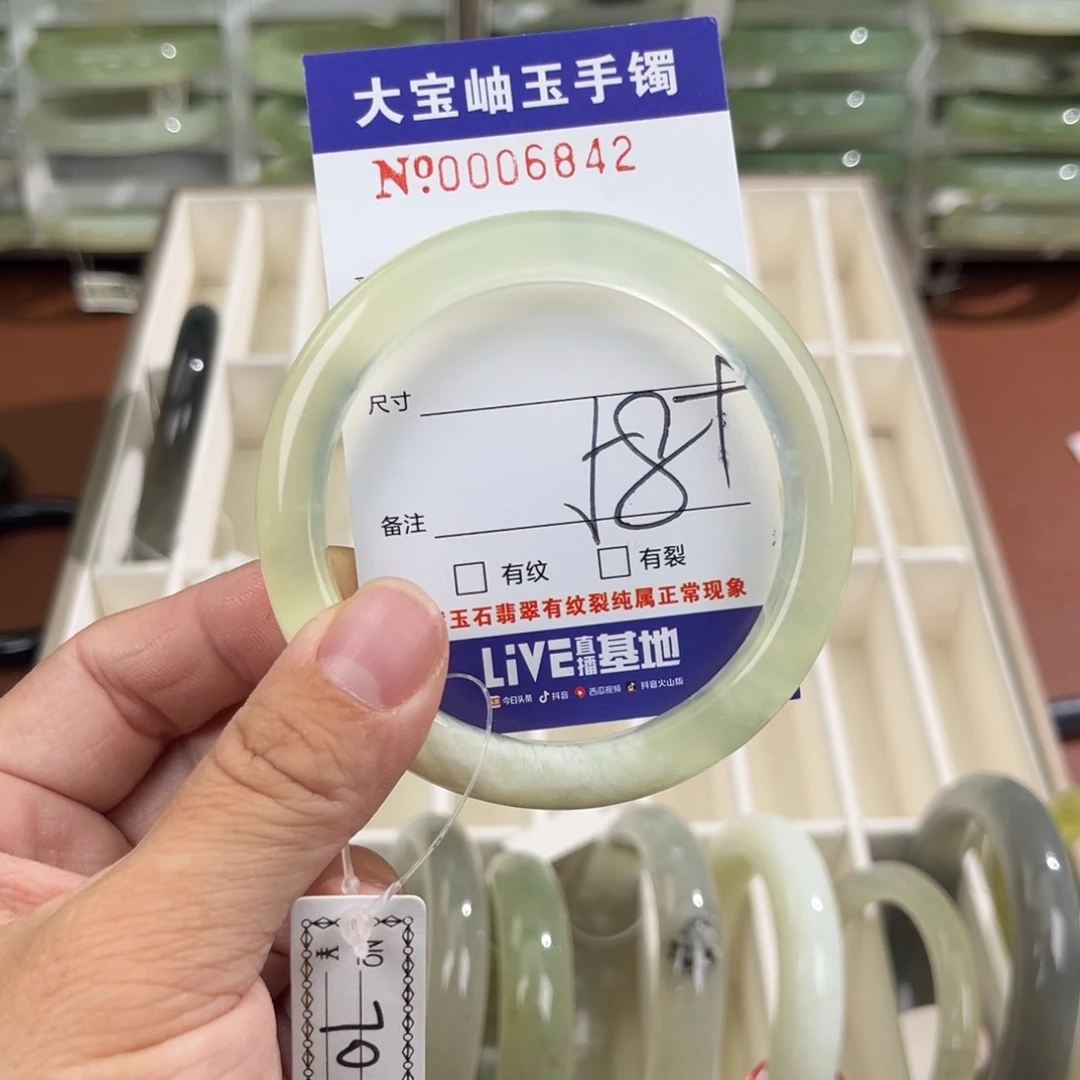 大宝岫玉手镯
Nº0006842
尺寸
备注
有纹 有裂
玉石翡翠有纹裂纯属正常现象
LiVE直播基地
今日头条 抖音 西瓜视频 抖音火山版
NO